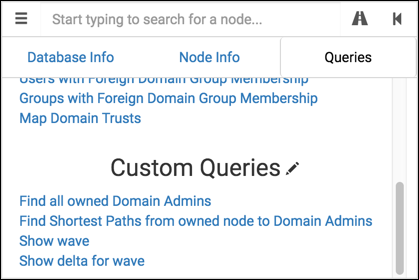 Start typing to search for a node...
Database Info Node Info Queries
Users with Foreign Domain Group Membership
Groups with Foreign Domain Group Membership
Map Domain Trusts
Custom Queries
Find all owned Domain Admins
Find Shortest Paths from owned node to Domain Admins
Show wave
Show delta for wave